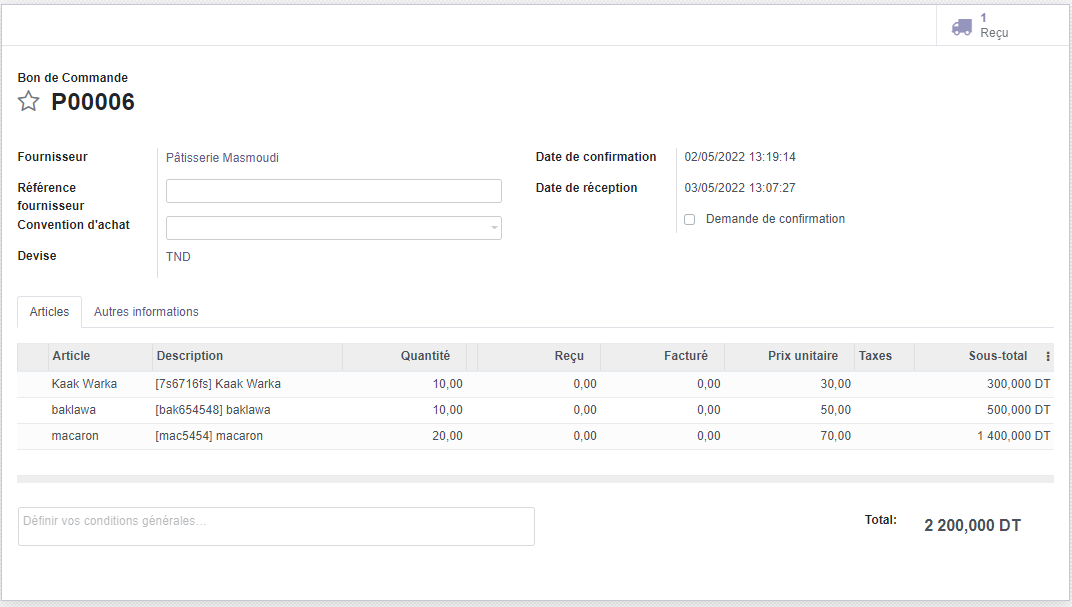 1
Reçu
Bon de Commande
P00006
Fournisseur Pâtisserie Masmoudi Date de confirmation 02/05/2022 13:19:14
Référence fournisseur Date de réception 03/05/2022 13:07:27
Convention d'achat Demande de confirmation
Devise TND
Articles Autres informations
Article Description Quantité Reçu Facturé Prix unitaire Taxes Sous-total
Kaak Warka [7s6716fs] Kaak Warka 10,00 0,00 0,00 30,00 300,000 DT
baklawa [bak654548] baklawa 10,00 0,00 0,00 50,00 500,000 DT
macaron [mac5454] macaron 20,00 0,00 0,00 70,00 1 400,000 DT
Définir vos conditions générales... Total: 2 200,000 DT